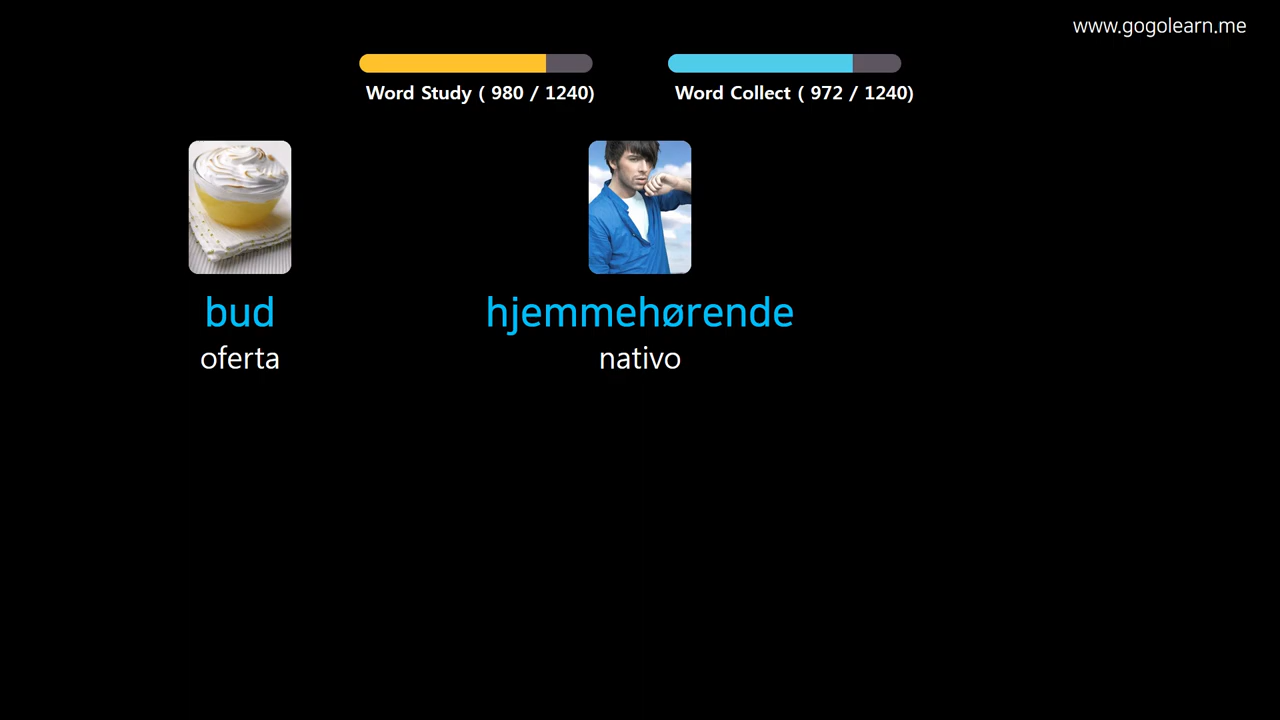 www.gogolearn.me
Word Study ( 980 / 1240)
Word Collect ( 972 / 1240)
bud
oferta
hjemmehørende
nativo